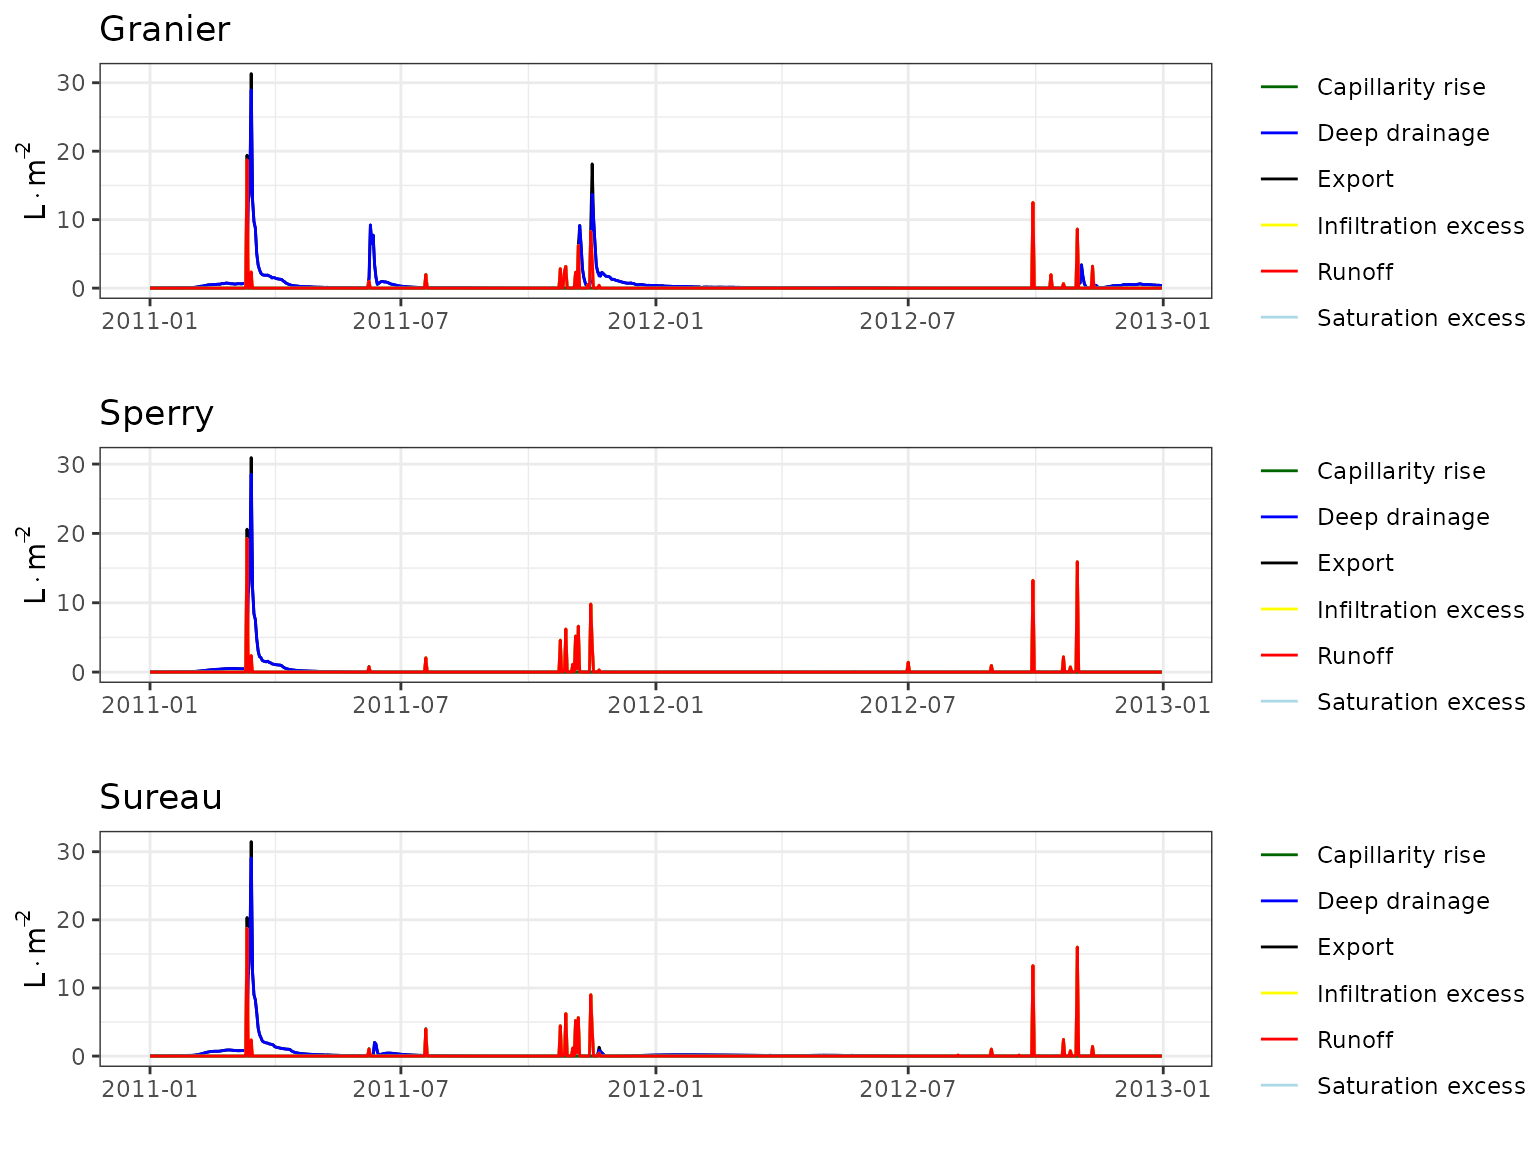 Granier
L · m⁻²
30
20
10
0
2011-01 2011-07 2012-01 2012-07 2013-01
Capillarity rise
Deep drainage
Export
Infiltration excess
Runoff
Saturation excess
Sperry
L · m⁻²
30
20
10
0
2011-01 2011-07 2012-01 2012-07 2013-01
Capillarity rise
Deep drainage
Export
Infiltration excess
Runoff
Saturation excess
Sureau
L · m⁻²
30
20
10
0
2011-01 2011-07 2012-01 2012-07 2013-01
Capillarity rise
Deep drainage
Export
Infiltration excess
Runoff
Saturation excess